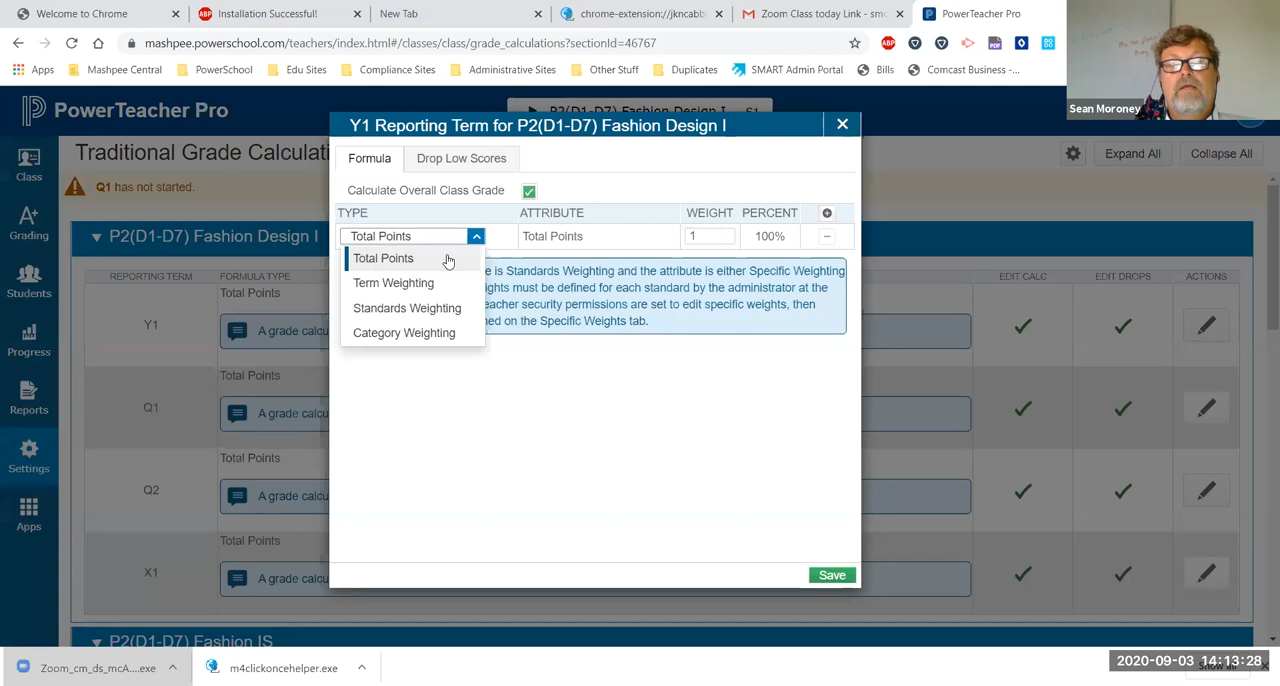 Welcome to Chrome
Installation Successful!
New Tab
chrome-extension://jkncabb
Zoom Class today Link - smo
PowerTeacher Pro
mashpee.powerschool.com/teachers/index.html#/classes/class/grade_calculations?sectionId=46767
ABP
PDF
Apps
Mashpee Central
PowerSchool
Edu Sites
Compliance Sites
Administrative Sites
Other Stuff
Duplicates
SMART Admin Portal
Bills
Comcast Business -...
Sean Moroney
PowerTeacher Pro
P2(D1-D7) Fashion Design I
S1
Traditional Grade Calculati
Expand All
Collapse All
Q1 has not started.
Class
Grading
Students
Progress
Reports
Settings
Apps
P2(D1-D7) Fashion Design I
REPORTING TERM
FORMULA TYPE
EDIT CALC
EDIT DROPS
ACTIONS
Y1
Total Points
A grade calcu
Q1
Total Points
A grade calcu
Q2
Total Points
A grade calcu
X1
Total Points
A grade calcu
P2(D1-D7) Fashion IS
Y1 Reporting Term for P2(D1-D7) Fashion Design I
Formula
Drop Low Scores
Calculate Overall Class Grade
TYPE
ATTRIBUTE
WEIGHT
PERCENT
Total Points
Total Points
1
100%
Total Points
Term Weighting
Standards Weighting
Category Weighting
e is Standards Weighting and the attribute is either Specific Weighting
ights must be defined for each standard by the administrator at the
eacher security permissions are set to edit specific weights, then
ned on the Specific Weights tab.
Save
Zoom_cm_ds_mcA....exe
m4clickoncehelper.exe
2020-09-03 14:13:28
Show all